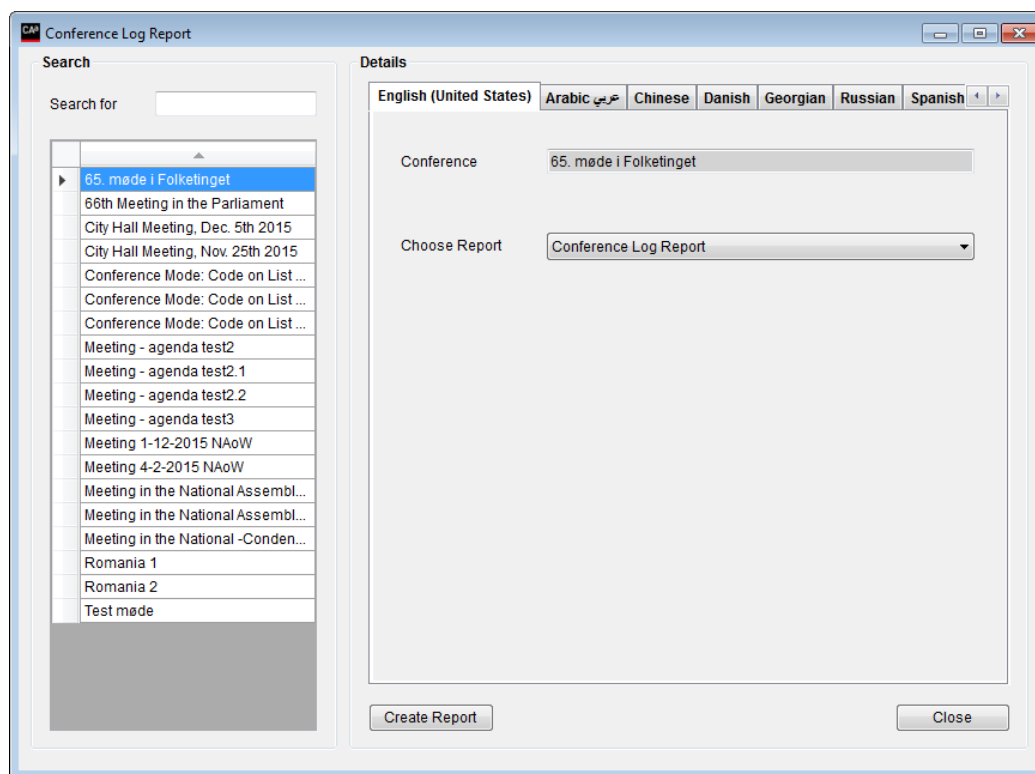 CAP Conference Log Report
Search
Search for
65. møde i Folketinget
66th Meeting in the Parliament
City Hall Meeting, Dec. 5th 2015
City Hall Meeting, Nov. 25th 2015
Conference Mode: Code on List ...
Conference Mode: Code on List ...
Conference Mode: Code on List ...
Meeting - agenda test2
Meeting - agenda test2.1
Meeting - agenda test2.2
Meeting - agenda test3
Meeting 1-12-2015 NAoW
Meeting 4-2-2015 NAoW
Meeting in the National Assembl...
Meeting in the National Assembl...
Meeting in the National -Conden...
Romania 1
Romania 2
Test møde
Details
English (United States) Arabic عربي Chinese Danish Georgian Russian Spanish
Conference 65. møde i Folketinget
Choose Report Conference Log Report
Create Report Close